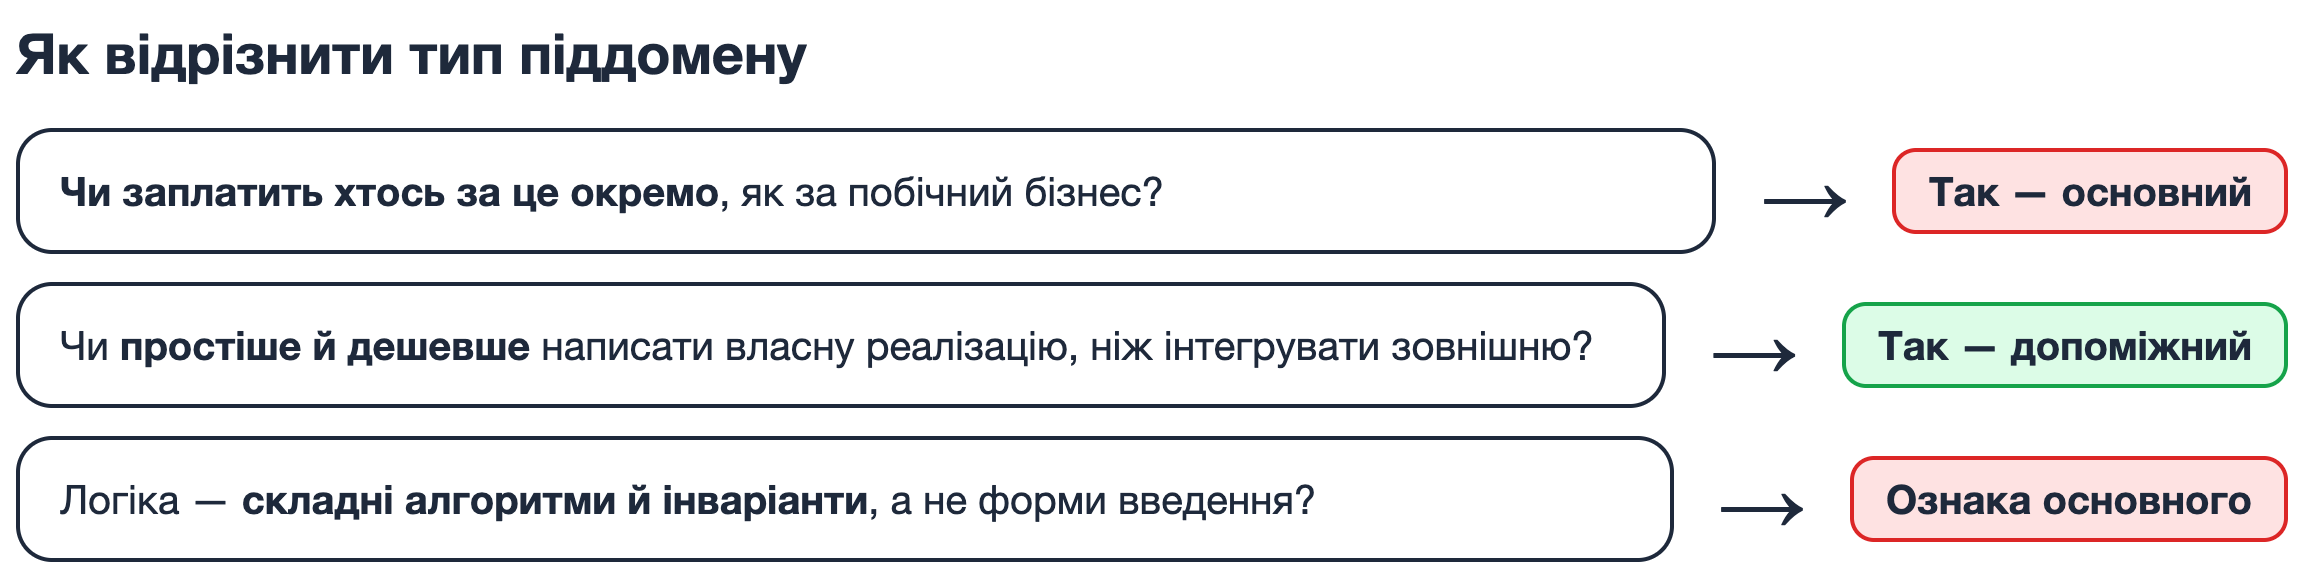 Як відрізнити тип піддомену
Чи заплатить хтось за це окремо, як за побічний бізнес?
→
Так — основний
Чи простіше й дешевше написати власну реалізацію, ніж інтегрувати зовнішню?
→
Так — допоміжний
Логіка — складні алгоритми й інваріанти, а не форми введення?
→
Ознака основного